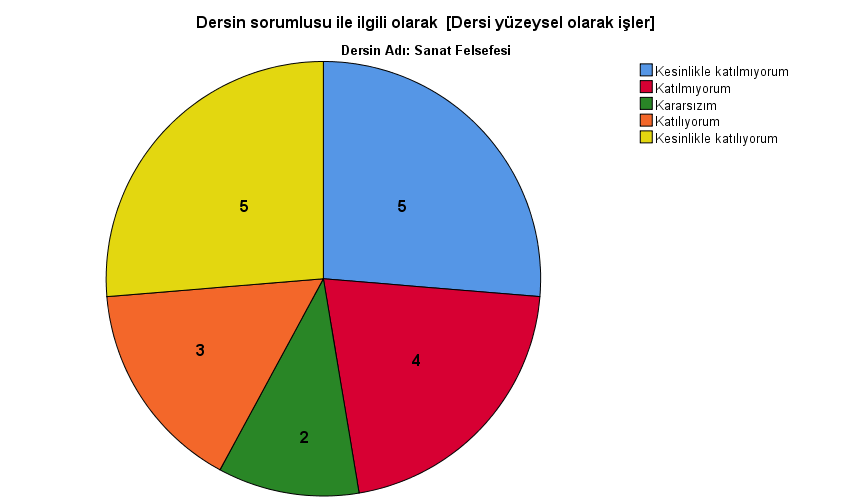 Dersin sorumlusu ile ilgili olarak [Dersi yüzeysel olarak işler]
Dersin Adı: Sanat Felsefesi
Kesinlikle katılmıyorum
Katılmıyorum
Kararsızım
Katılıyorum
Kesinlikle katılıyorum
5
5
3
4
2